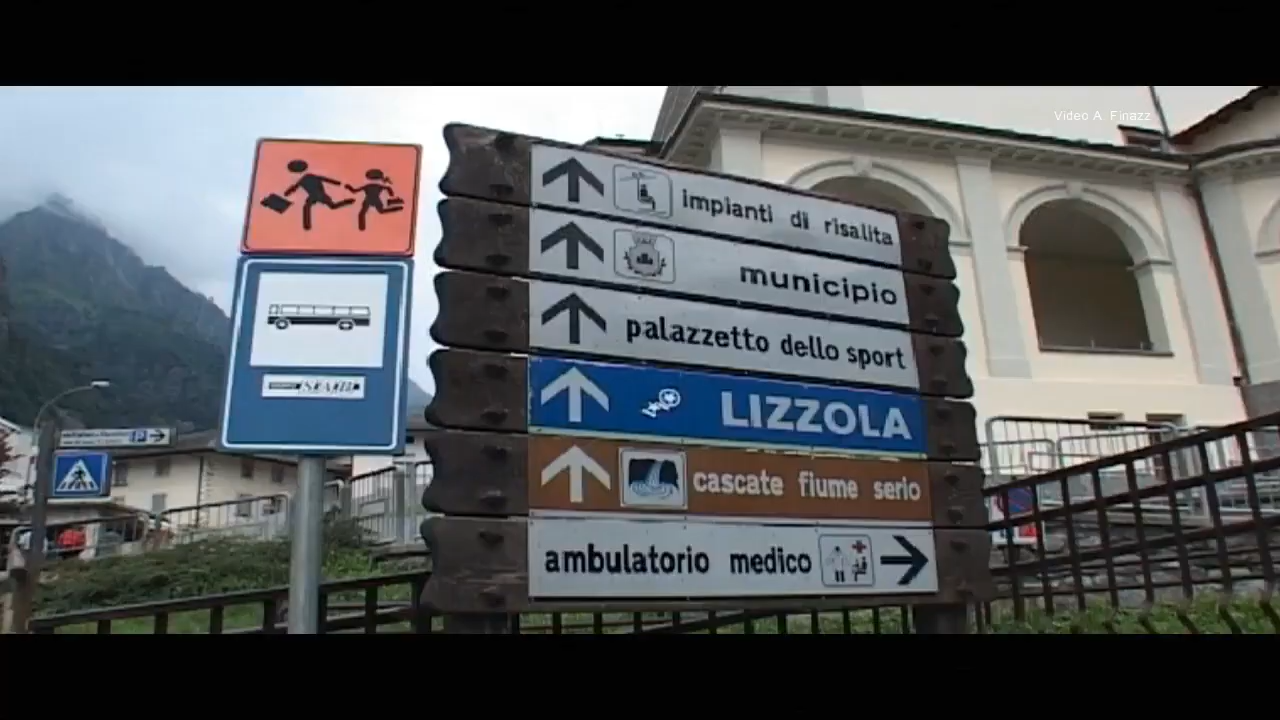 Video A. Finazz
impianti di risalita
municipio
palazzetto dello sport
LIZZOLA
cascate fiume serio
ambulatorio medico
P